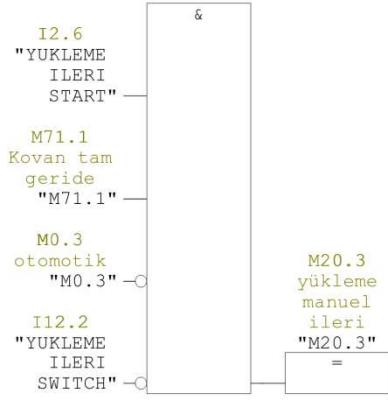 &
I2.6
"YUKLEME
ILERI
START"
M71.1
Kovan tam
geride
"M71.1"
M0.3
otomotik
"M0.3"
I12.2
"YUKLEME
ILERI
SWITCH"
M20.3
yükleme
manuel
ileri
"M20.3"
=